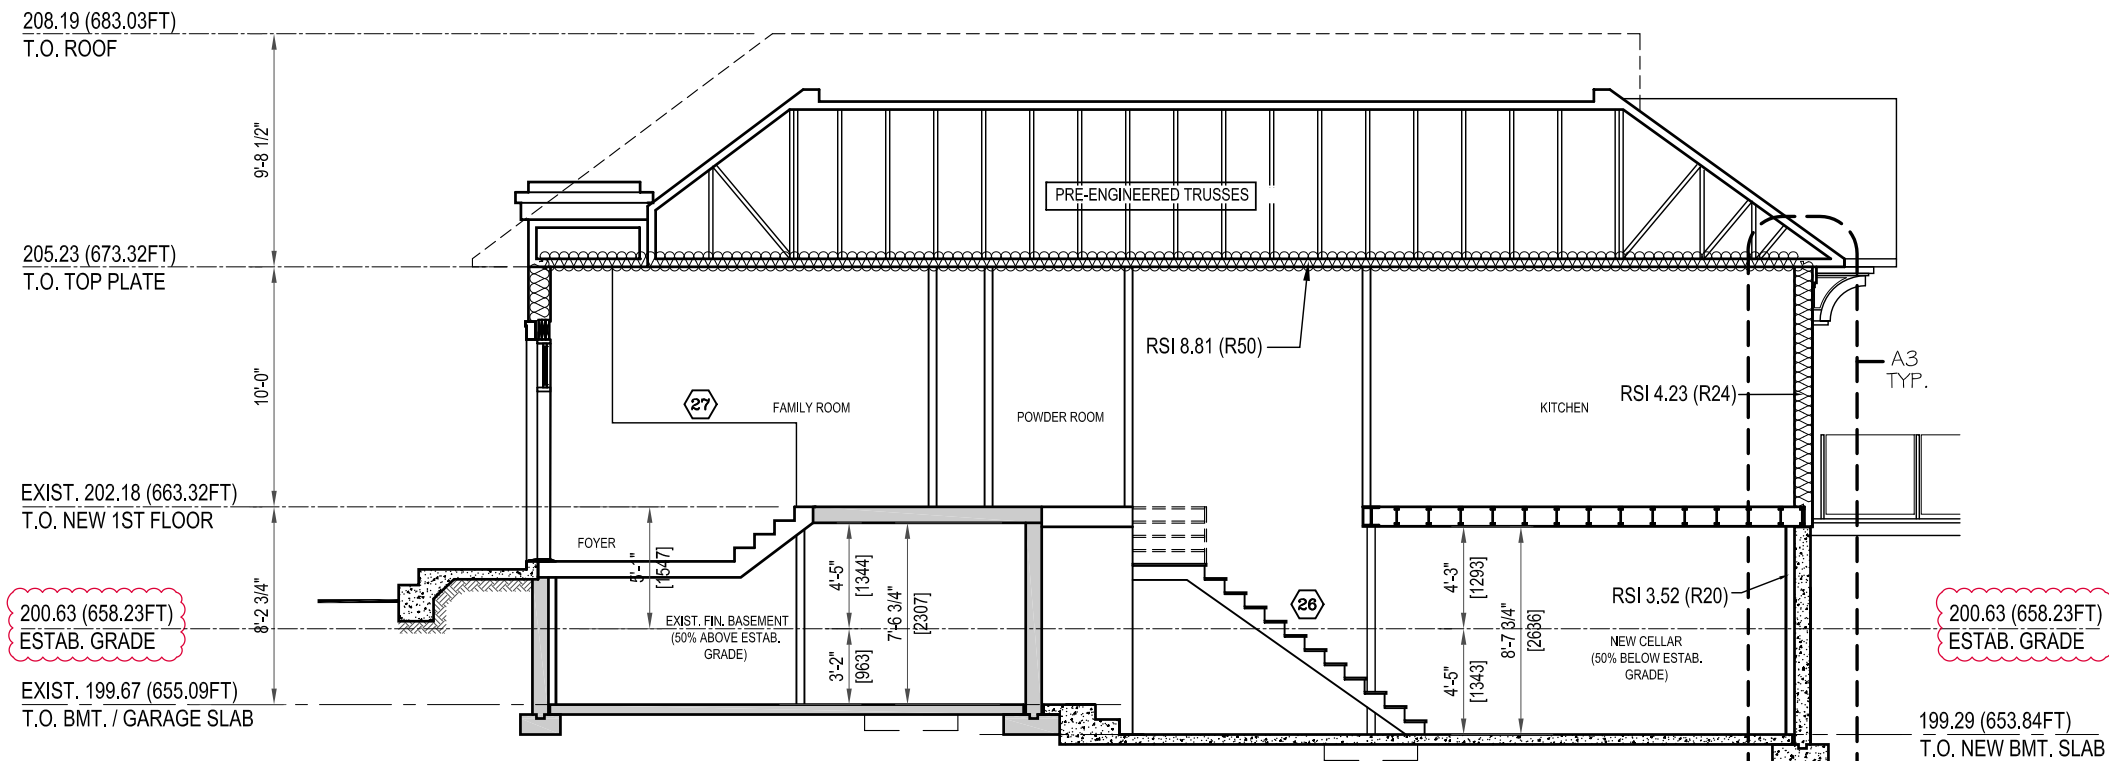 208.19 (683.03FT)
T.O. ROOF
9'-8 1/2"
PRE-ENGINEERED TRUSSES
205.23 (673.32FT)
T.O. TOP PLATE
10'-0"
RSI 8.81 (R50)
A3
TYP.
RSI 4.23 (R24)
27
FAMILY ROOM
POWDER ROOM
KITCHEN
EXIST. 202.18 (663.32FT)
T.O. NEW 1ST FLOOR
FOYER
5'-1"
[1547]
4'-5"
[1344]
7'-6 3/4"
[2307]
4'-3"
[1293]
8'-7 3/4"
[2636]
RSI 3.52 (R20)
26
8'-2 3/4"
200.63 (658.23FT)
ESTAB. GRADE
EXIST. FIN. BASEMENT
(50% ABOVE ESTAB.
GRADE)
3'-2"
[963]
4'-5"
[1343]
NEW CELLAR
(50% BELOW ESTAB.
GRADE)
200.63 (658.23FT)
ESTAB. GRADE
EXIST. 199.67 (655.09FT)
T.O. BMT. / GARAGE SLAB
199.29 (653.84FT)
T.O. NEW BMT. SLAB